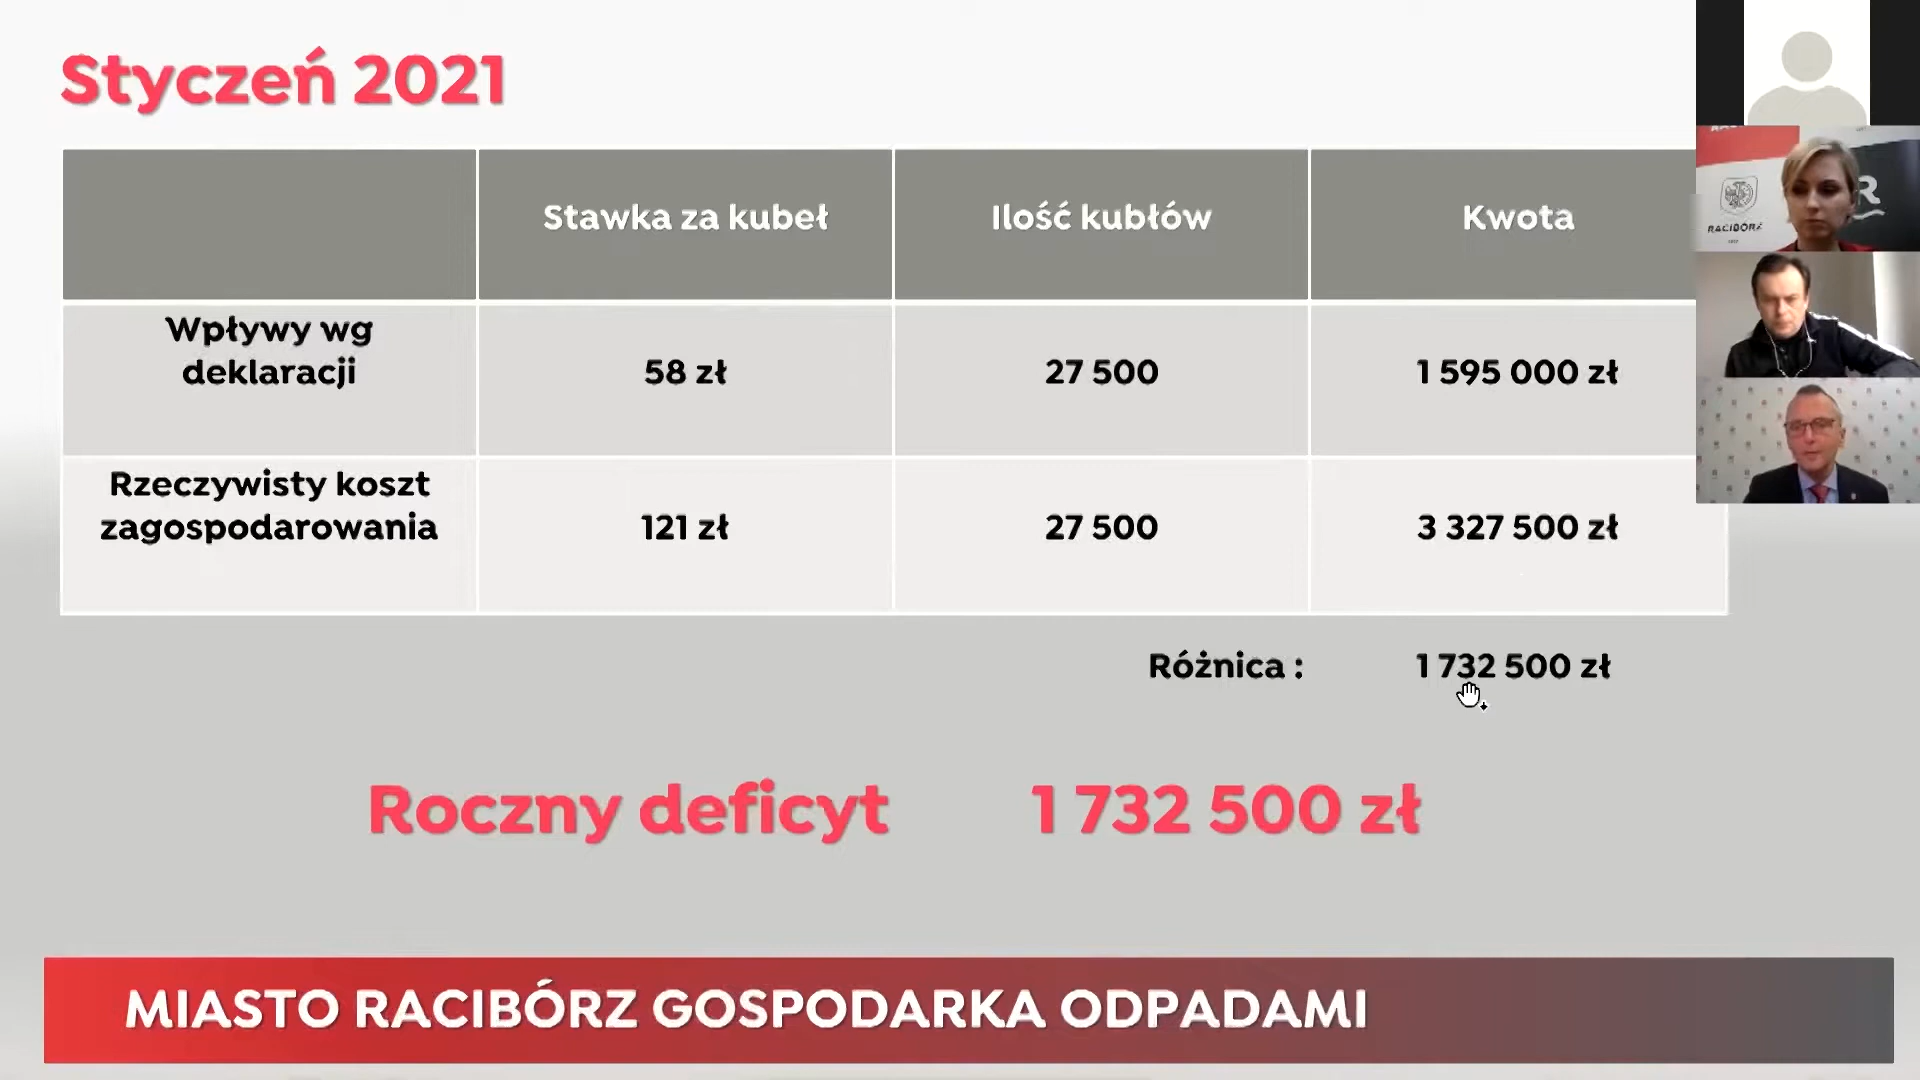 Styczeń 2021
Stawka za kubeł
Ilość kubłów
Kwota
Wpływy wg
deklaracji
58 zł
27 500
1 595 000 zł
Rzeczywisty koszt
zagospodarowania
121 zł
27 500
3 327 500 zł
Różnica :
1 732 500 zł
Roczny deficyt
1 732 500 zł
MIASTO RACIBÓRZ GOSPODARKA ODPADAMI
RACIBÓRZ
R